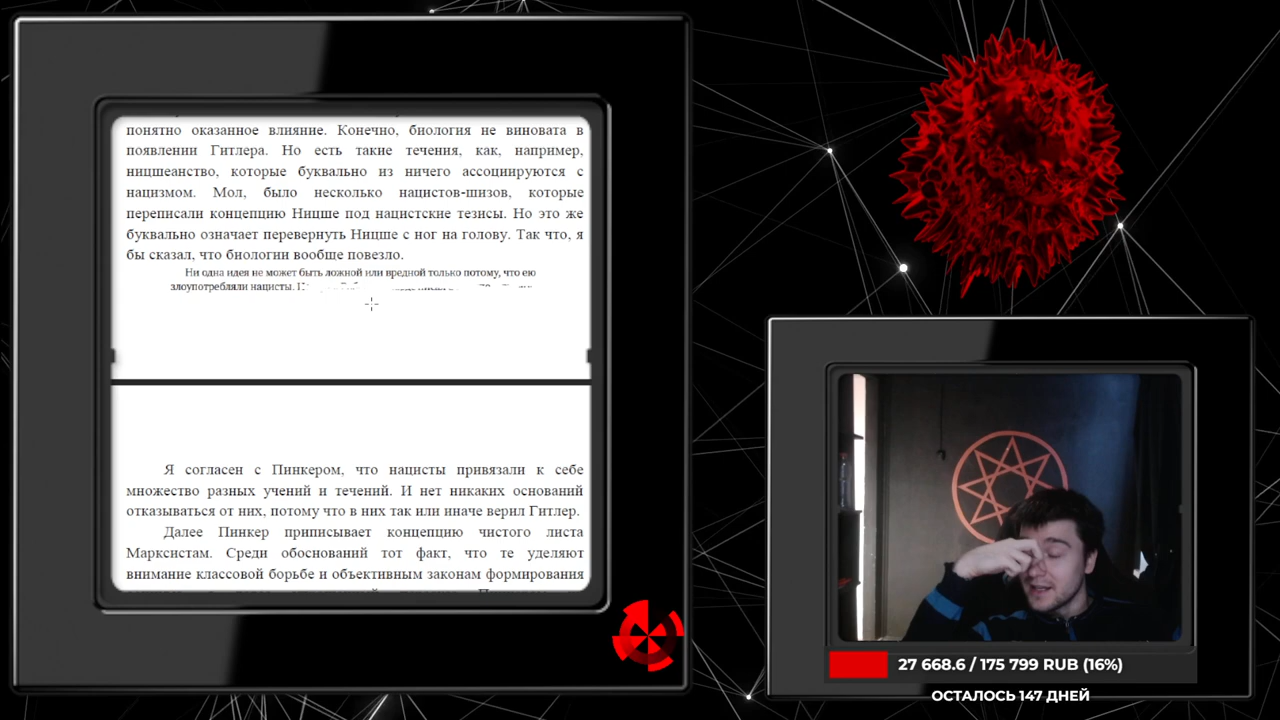 понятно оказанное влияние. Конечно, биология не виновата в
появлении Гитлера. Но есть такие течения, как, например,
ницшеанство, которые буквально из ничего ассоциируются с
нацизмом. Мол, было несколько нацистов-шизов, которые
переписали концепцию Ницше под нацистские тезисы. Но это же
буквально означает перевернуть Ницше с ног на голову. Так что, я
бы сказал, что биологии вообще повезло.
Ни одна идея не может быть ложной или вредной только потому, что ею
злоупотребляли нацисты.
Я согласен с Пинкером, что нацисты привязали к себе
множество разных учений и течений. И нет никаких оснований
отказываться от них, потому что в них так или иначе верил Гитлер.
Далее Пинкер приписывает концепцию чистого листа
Марксистам. Среди обоснований тот факт, что те уделяют
внимание классовой борьбе и объективным законам формирования
27 668.6 / 175 799 RUB (16%)
ОСТАЛОСЬ 147 ДНЕЙ